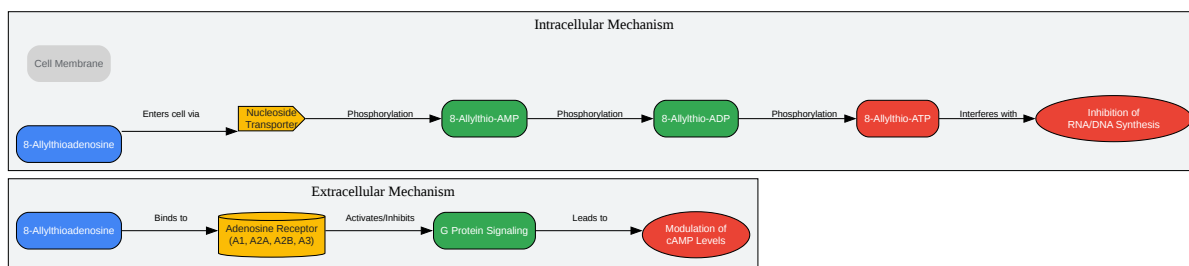 Intracellular Mechanism
Cell Membrane
8-Allylthioadenosine
Enters cell via
Nucleoside
Transporter
Phosphorylation
8-Allylthio-AMP
Phosphorylation
8-Allylthio-ADP
Phosphorylation
8-Allylthio-ATP
Interferes with
Inhibition of
RNA/DNA Synthesis
Extracellular Mechanism
8-Allylthioadenosine
Binds to
Adenosine Receptor
(A1, A2A, A2B, A3)
Activates/Inhibits
G Protein Signaling
Leads to
Modulation of
cAMP Levels